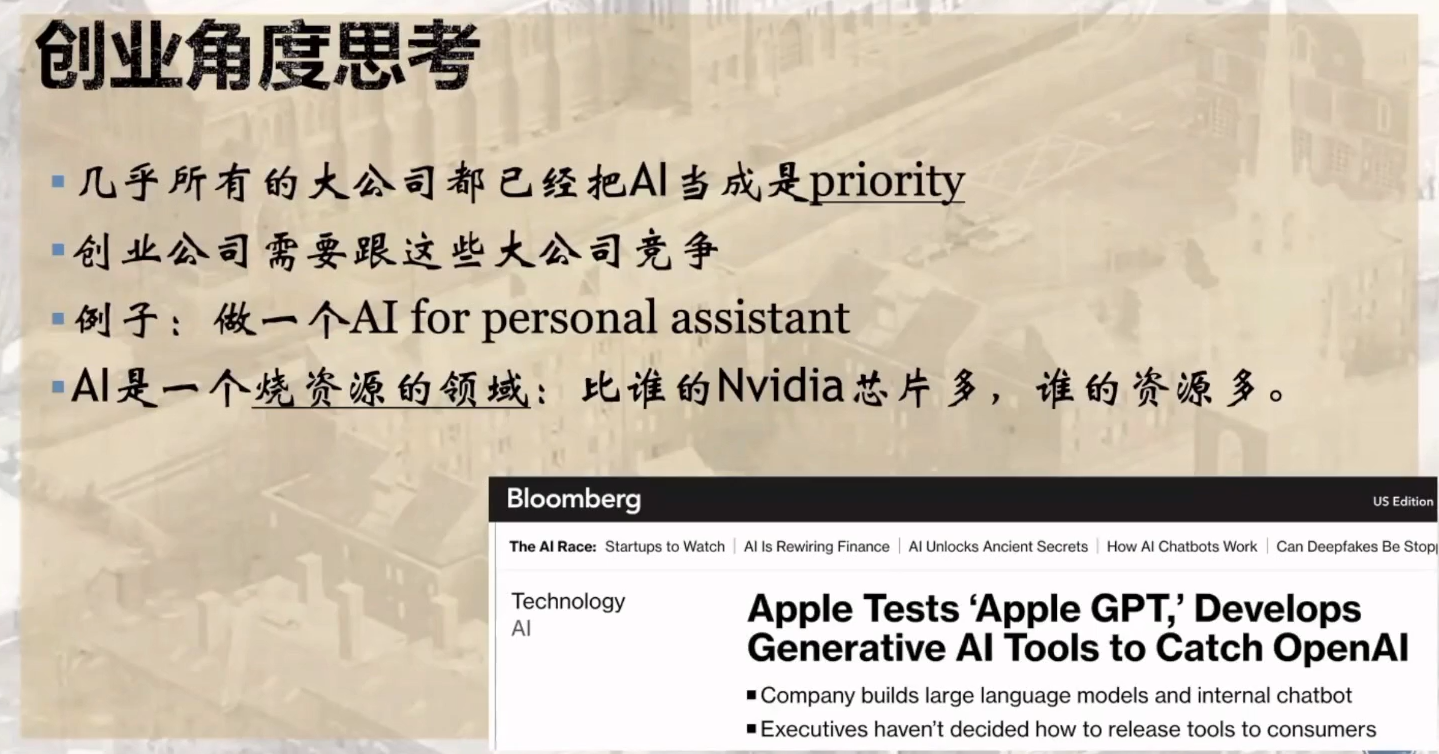 创业角度思考
几乎所有的大公司都已经把AI当成是priority
创业公司需要跟这些大公司竞争
例子：做一个AI for personal assistant
AI是一个烧资源的领域：比谁的Nvidia芯片多，谁的资源多。
Bloomberg
US Edition
The AI Race: Startups to Watch | AI Is Rewiring Finance | AI Unlocks Ancient Secrets | How AI Chatbots Work | Can Deepfakes Be
Technology
AI
Apple Tests ‘Apple GPT,’ Develops
Generative AI Tools to Catch OpenAI
Company builds large language models and internal chatbot
Executives haven’t decided how to release tools to consumers